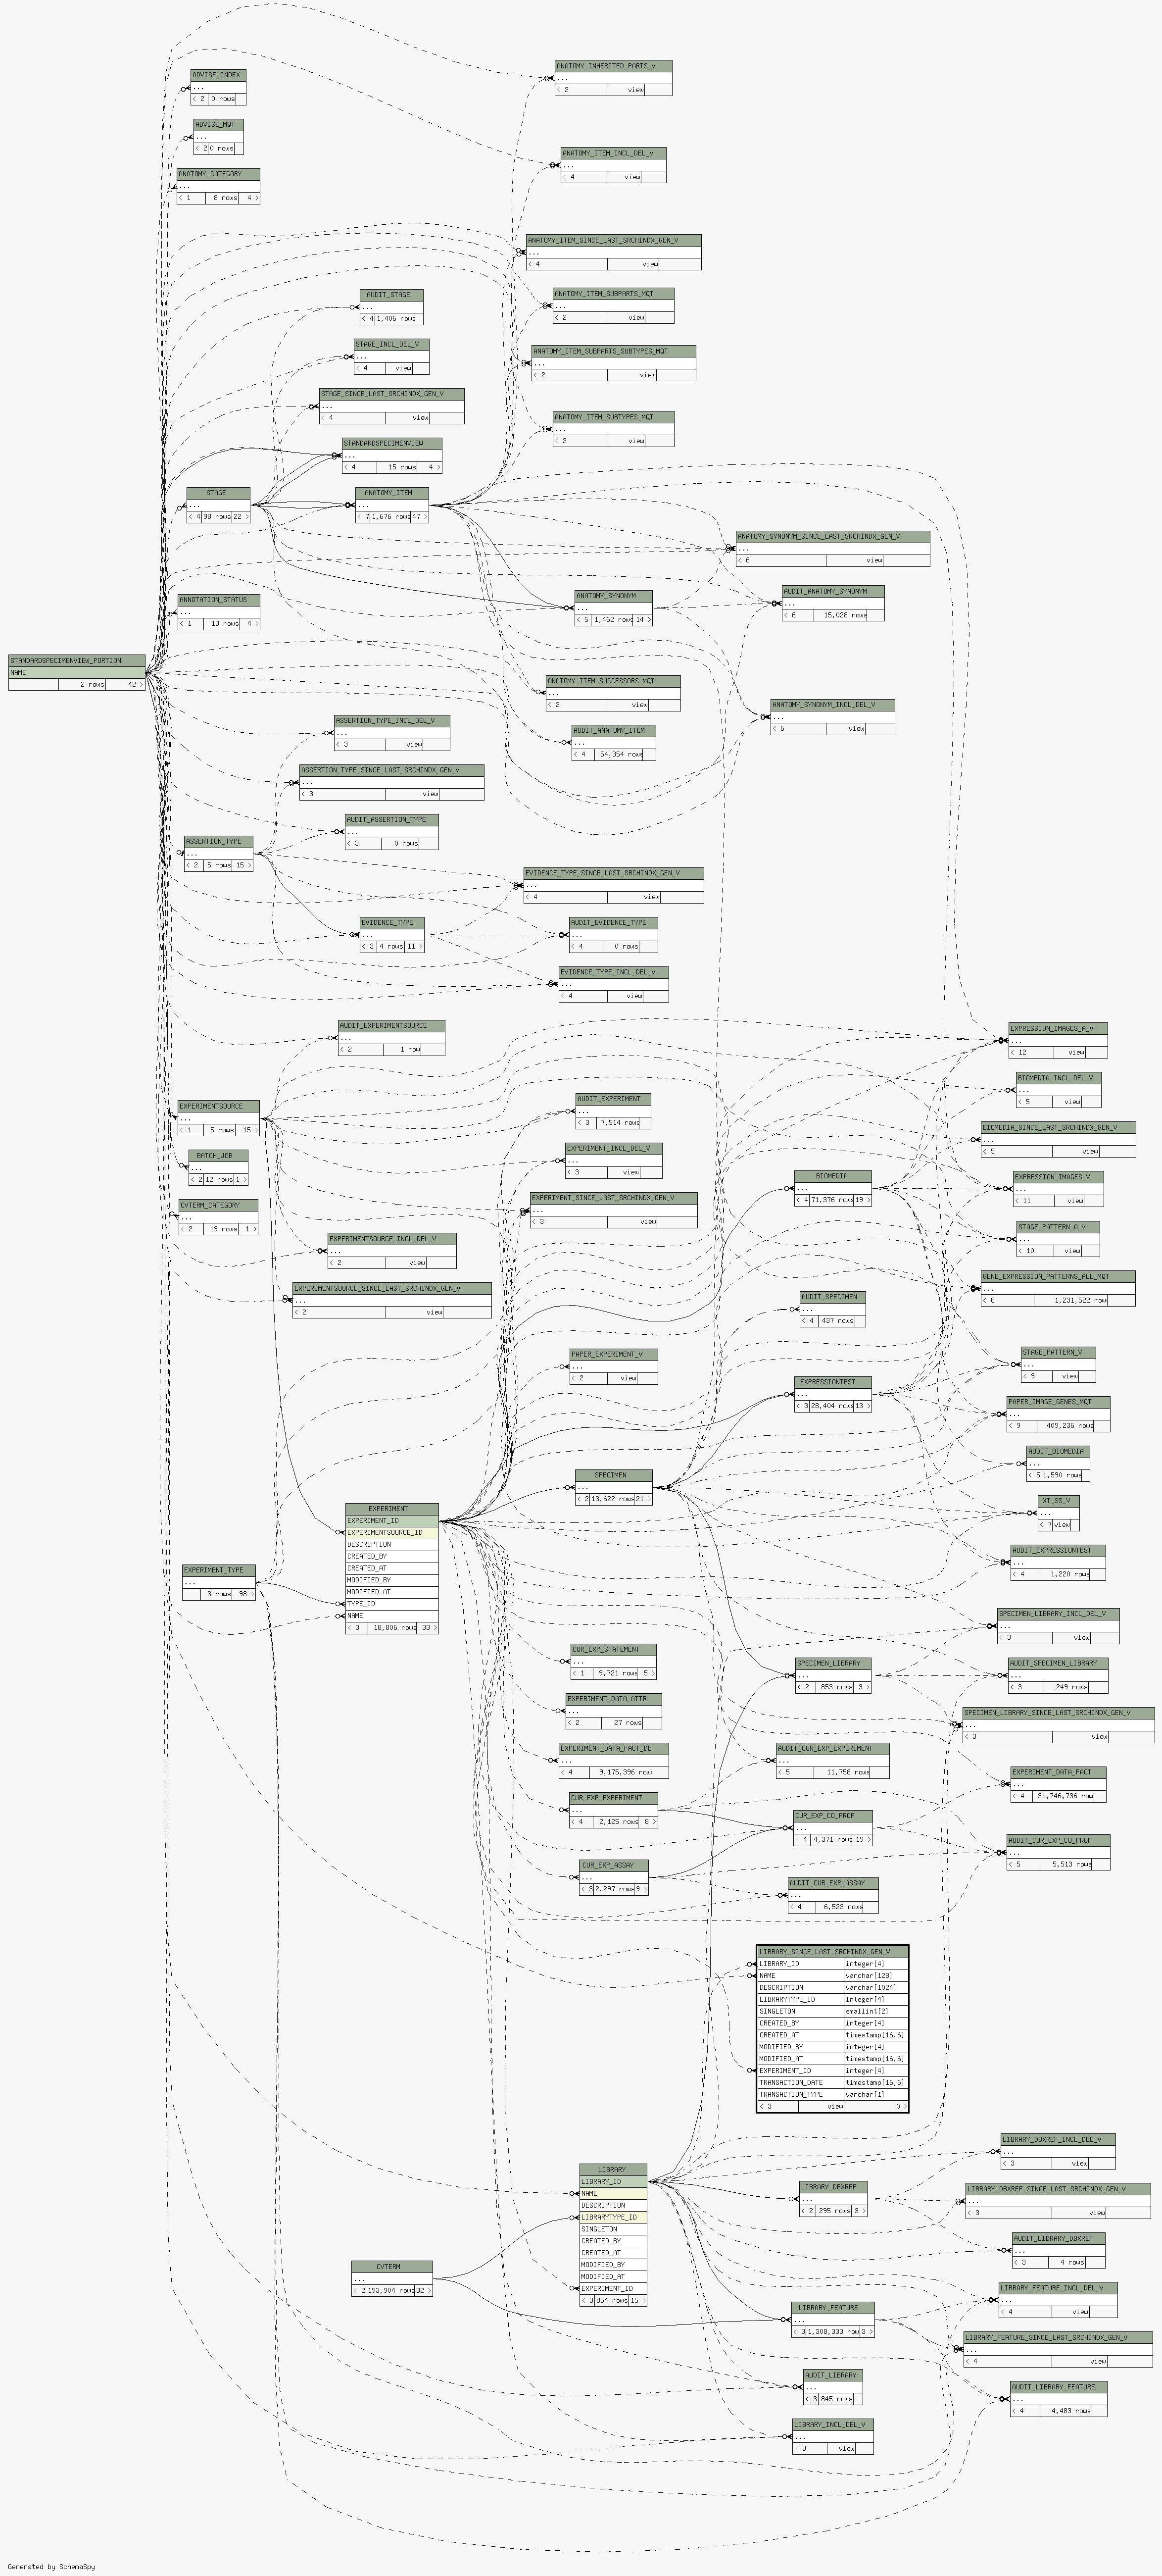 ANATOMY_INHERITED_PARTS_V
...
< 2 view
ADVISE_INDEX
...
< 2 0 rows
ADVISE_MQT
...
< 2 0 rows
ANATOMY_ITEM_INCL_DEL_V
...
< 4 view
ANATOMY_CATEGORY
...
< 1 8 rows 4 >
ANATOMY_ITEM_SINCE_LAST_SRCHINDX_GEN_V
...
< 4 view
AUDIT_STAGE
...
< 4 1,406 rows
ANATOMY_ITEM_SUBPARTS_MQT
...
< 2 view
STAGE_INCL_DEL_V
...
< 4 view
ANATOMY_ITEM_SUBPARTS_SUBTYPES_MQT
...
< 2 view
STAGE_SINCE_LAST_SRCHINDX_GEN_V
...
< 4 view
ANATOMY_ITEM_SUBTYPES_MQT
...
< 2 view
STANDARDSPECIMENVIEW
...
< 4 15 rows 4 >
STAGE
...
< 4 98 rows 22 >
ANATOMY_ITEM
...
< 7 1,676 rows 47 >
ANATOMY_SYNONYM_SINCE_LAST_SRCHINDX_GEN_V
...
< 6 view
ANNOTATION_STATUS
...
< 1 13 rows 4 >
ANATOMY_SYNONYM
...
< 5 1,462 rows 14 >
AUDIT_ANATOMY_SYNONYM
...
< 6 15,028 rows
STANDARDSPECIMENVIEW_PORTION
NAME
2 rows 42 >
ANATOMY_ITEM_SUCCESSORS_MQT
...
< 2 view
ANATOMY_SYNONYM_INCL_DEL_V
...
< 6 view
ASSERTION_TYPE_INCL_DEL_V
...
< 3 view
AUDIT_ANATOMY_ITEM
...
< 4 54,354 rows
ASSERTION_TYPE_SINCE_LAST_SRCHINDX_GEN_V
...
< 3 view
AUDIT_ASSERTION_TYPE
...
< 3 0 rows
ASSERTION_TYPE
...
< 2 5 rows 15 >
EVIDENCE_TYPE_SINCE_LAST_SRCHINDX_GEN_V
...
< 4 view
EVIDENCE_TYPE
...
< 3 4 rows 11 >
AUDIT_EVIDENCE_TYPE
...
< 4 0 rows
EVIDENCE_TYPE_INCL_DEL_V
...
< 4 view
AUDIT_EXPERIMENTSOURCE
...
< 2 1 row
EXPRESSION_IMAGES_A_V
...
< 12 view
BIOMEDIA_INCL_DEL_V
...
< 5 view
EXPERIMENTSOURCE
...
< 1 5 rows 15 >
AUDIT_EXPERIMENT
...
< 3 7,514 rows
BIOMEDIA_SINCE_LAST_SRCHINDX_GEN_V
...
< 5 view
BATCH_JOB
...
< 2 12 rows 1 >
EXPERIMENT_INCL_DEL_V
...
< 3 view
BIOMEDIA
...
< 4 71,376 rows 19 >
EXPRESSION_IMAGES_V
...
< 11 view
CVTERM_CATEGORY
...
< 2 19 rows 1 >
EXPERIMENT_SINCE_LAST_SRCHINDX_GEN_V
...
< 3 view
STAGE_PATTERN_A_V
...
< 10 view
EXPERIMENTSOURCE_INCL_DEL_V
...
< 2 view
GENE_EXPRESSION_PATTERNS_ALL_MQT
...
< 8 1,231,522 row
EXPERIMENTSOURCE_SINCE_LAST_SRCHINDX_GEN_V
...
< 2 view
AUDIT_SPECIMEN
...
< 4 437 rows
PAPER_EXPERIMENT_V
...
< 2 view
STAGE_PATTERN_V
...
< 9 view
EXPRESSIONTEST
...
< 3 28,404 rows 13 >
PAPER_IMAGE_GENES_MQT
...
< 9 409,236 rows
AUDIT_BIOMEDIA
...
< 5 1,590 rows
SPECIMEN
...
< 2 13,622 rows 21 >
XT_SS_V
...
< 7 view
EXPERIMENT
EXPERIMENT_ID
EXPERIMENTSOURCE_ID
DESCRIPTION
CREATED_BY
CREATED_AT
MODIFIED_BY
MODIFIED_AT
TYPE_ID
NAME
< 3 18,806 rows 33 >
AUDIT_EXPRESSIONTEST
...
< 4 1,220 rows
EXPERIMENT_TYPE
...
3 rows 98 >
SPECIMEN_LIBRARY_INCL_DEL_V
...
< 3 view
CUR_EXP_STATEMENT
...
< 1 9,721 rows 5 >
SPECIMEN_LIBRARY
...
< 2 853 rows 3 >
AUDIT_SPECIMEN_LIBRARY
...
< 3 249 rows
EXPERIMENT_DATA_ATTR
...
< 2 27 rows
SPECIMEN_LIBRARY_SINCE_LAST_SRCHINDX_GEN_V
...
< 3 view
EXPERIMENT_DATA_FACT_DE
...
< 4 9,175,396 row
AUDIT_CUR_EXP_EXPERIMENT
...
< 5 11,758 rows
EXPERIMENT_DATA_FACT
...
< 4 31,746,736 row
CUR_EXP_EXPERIMENT
...
< 4 2,125 rows 8 >
CUR_EXP_CO_PROP
...
< 4 4,371 rows 19 >
AUDIT_CUR_EXP_CO_PROP
...
< 5 5,513 rows
CUR_EXP_ASSAY
...
< 3 2,297 rows 9 >
AUDIT_CUR_EXP_ASSAY
...
< 4 6,523 rows
LIBRARY_SINCE_LAST_SRCHINDX_GEN_V
LIBRARY_ID integer[4]
NAME varchar[128]
DESCRIPTION varchar[1024]
LIBRARYTYPE_ID integer[4]
SINGLETON smallint[2]
CREATED_BY integer[4]
CREATED_AT timestamp[16,6]
MODIFIED_BY integer[4]
MODIFIED_AT timestamp[16,6]
EXPERIMENT_ID integer[4]
TRANSACTION_DATE timestamp[16,6]
TRANSACTION_TYPE varchar[1]
< 3 view 0 >
LIBRARY_DBXREF_INCL_DEL_V
...
< 3 view
LIBRARY
LIBRARY_ID
NAME
DESCRIPTION
LIBRARYTYPE_ID
SINGLETON
CREATED_BY
CREATED_AT
MODIFIED_BY
MODIFIED_AT
EXPERIMENT_ID
< 3 854 rows 15 >
LIBRARY_DBXREF
...
< 2 295 rows 3 >
LIBRARY_DBXREF_SINCE_LAST_SRCHINDX_GEN_V
...
< 3 view
AUDIT_LIBRARY_DBXREF
...
< 3 4 rows
CVTERM
...
< 2 193,904 rows 32 >
LIBRARY_FEATURE_INCL_DEL_V
...
< 4 view
LIBRARY_FEATURE
...
< 3 1,308,333 row 3 >
LIBRARY_FEATURE_SINCE_LAST_SRCHINDX_GEN_V
...
< 4 view
AUDIT_LIBRARY
...
< 3 845 rows
AUDIT_LIBRARY_FEATURE
...
< 4 4,483 rows
LIBRARY_INCL_DEL_V
...
< 3 view
Generated by SchemaSpy